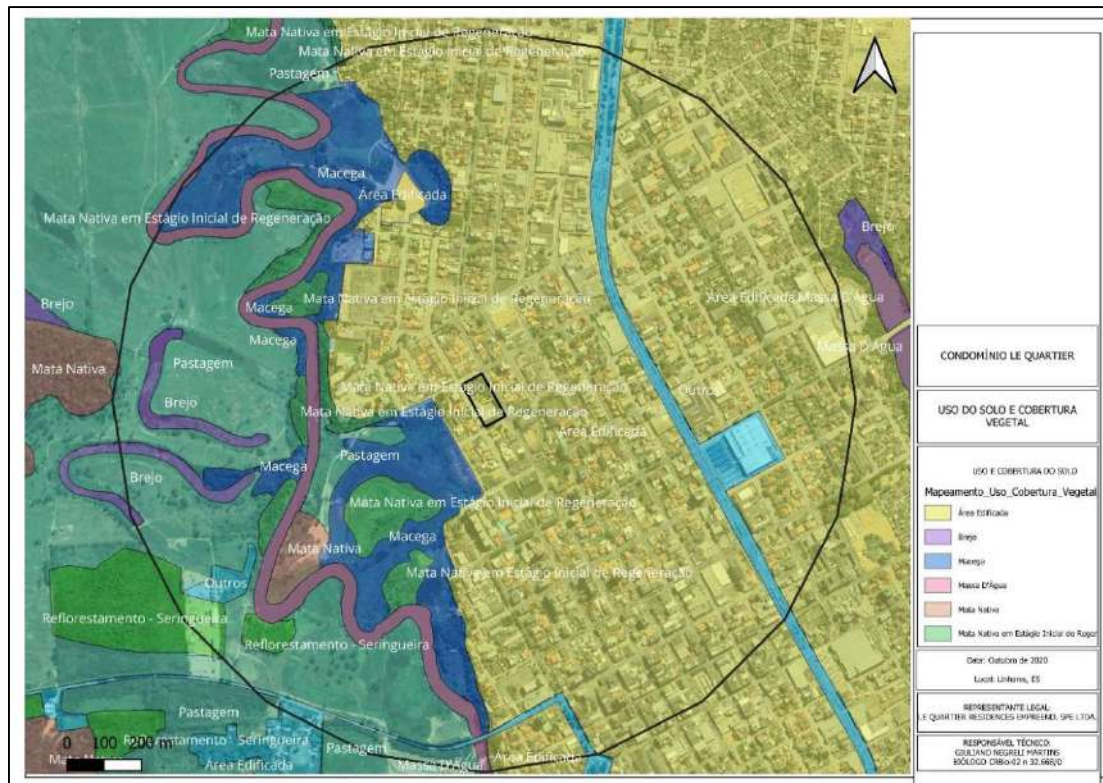 Mata Nativa em Estágio Inicial de Regeneração
Mata Nativa em Estágio Inicial de Regeneração
Pastagem
Macega
Área Edificada
Mata Nativa em Estágio Inicial de Regeneração
Brejo
Brejo
Macega
Mata Nativa em Estágio Inicial de Regeneração
Área Edificada
Massa D'Água
Macega
Massa D'Água
Mata Nativa
Pastagem
Mata Nativa em Estágio Inicial de Regeneração
Outros
Brejo
Mata Nativa em Estágio Inicial de Regeneração
Área Edificada
Pastagem
Brejo
Macega
Mata Nativa em Estágio Inicial de Regeneração
Macega
Mata Nativa
Mata Nativa em Estágio Inicial de Regeneração
Outros
Reflorestamento - Seringueira
Reflorestamento - Seringueira
Pastagem
Reflorestamento - Seringueira
Pastagem
Área Edificada
Mata Nativa
Área Edificada
Massa D'Água
0 100 200 m
CONDOMÍNIO LE QUARTIER
USO DO SOLO E COBERTURA
VEGETAL
USO E COBERTURA DO SOLO
Mapeamento_Uso_Cobertura_Vegetal
Área Edificada
Brejo
Macega
Massa D'Água
Mata Nativa
Mata Nativa em Estágio Inicial de Regener
Data: Outubro de 2020
Local: Linhares, ES
REPRESENTANTE LEGAL:
LE QUARTIER RESIDENCES EMPREEND. SPE LTDA.
RESPONSÁVEL TÉCNICO:
GIULIANO NEGRELI MARTINS
BIÓLOGO CRBio-02 n 32.668/D